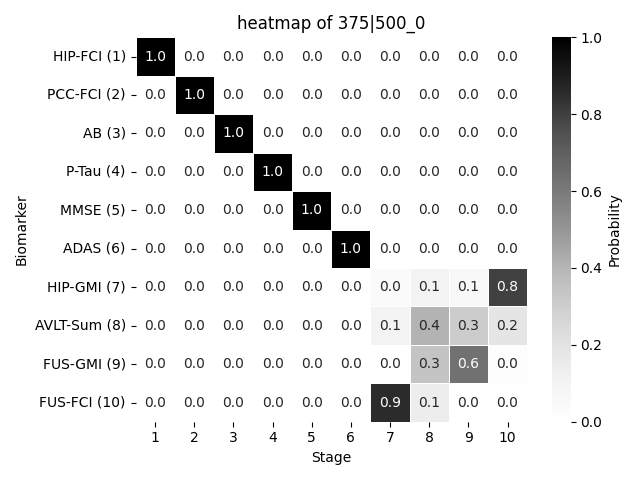 heatmap of 375|500_0
HIP-FCI (1) 1.0 0.0 0.0 0.0 0.0 0.0 0.0 0.0 0.0 0.0
PCC-FCI (2) 0.0 1.0 0.0 0.0 0.0 0.0 0.0 0.0 0.0 0.0
AB (3) 0.0 0.0 1.0 0.0 0.0 0.0 0.0 0.0 0.0 0.0
P-Tau (4) 0.0 0.0 0.0 1.0 0.0 0.0 0.0 0.0 0.0 0.0
MMSE (5) 0.0 0.0 0.0 0.0 1.0 0.0 0.0 0.0 0.0 0.0
ADAS (6) 0.0 0.0 0.0 0.0 0.0 1.0 0.0 0.0 0.0 0.0
HIP-GMI (7) 0.0 0.0 0.0 0.0 0.0 0.0 0.0 0.1 0.1 0.8
AVLT-Sum (8) 0.0 0.0 0.0 0.0 0.0 0.0 0.1 0.4 0.3 0.2
FUS-GMI (9) 0.0 0.0 0.0 0.0 0.0 0.0 0.0 0.3 0.6 0.0
FUS-FCI (10) 0.0 0.0 0.0 0.0 0.0 0.0 0.9 0.1 0.0 0.0
1 2 3 4 5 6 7 8 9 10
Stage
Biomarker
1.0
0.8
0.6
0.4
0.2
0.0
Probability